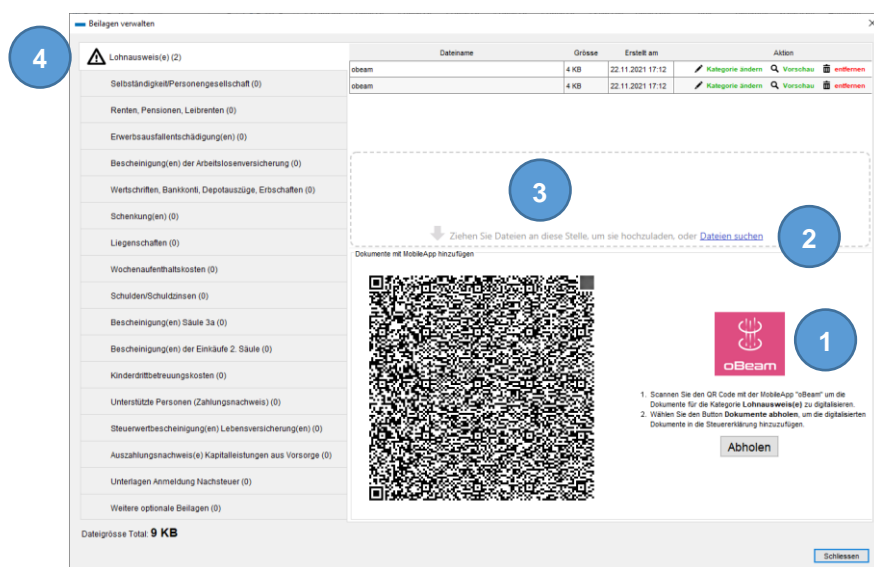 Beilagen verwalten
4
Lohnausweis(e) (2)
Selbständigkeit/Personengesellschaft (0)
Renten, Pensionen, Leibrenten (0)
Erwerbsausfallentschädigung(en) (0)
Bescheinigung(en) der Arbeitslosenversicherung (0)
Wertschriften, Bankkonti, Depotauszüge, Erbschaften (0)
Schenkung(en) (0)
Liegenschaften (0)
Wochenaufenthaltskosten (0)
Schulden/Schuldzinsen (0)
Bescheinigung(en) Säule 3a (0)
Bescheinigung(en) der Einkäufe 2. Säule (0)
Kinderdrittbetreuungskosten (0)
Unterstützte Personen (Zahlungsnachweis) (0)
Steuerwertbescheinigung(en) Lebensversicherung(en) (0)
Auszahlungsnachweis(e) Kapitalleistungen aus Vorsorge (0)
Unterlagen Anmeldung Nachsteuer (0)
Weitere optionale Beilagen (0)
Dateigrösse Total: 9 KB
Dateiname Grösse Erstellt am Aktion
obeam 4 KB 22.11.2021 17:12 Kategorie ändern Vorschau entfernen
obeam 4 KB 22.11.2021 17:12 Kategorie ändern Vorschau entfernen
3
Ziehen Sie Dateien an diese Stelle, um sie hochzuladen, oder Dateien suchen
2
Dokumente mit MobileApp hinzufügen
oBeam
1
1. Scannen Sie den QR Code mit der MobileApp "oBeam" um die
Dokumente für die Kategorie Lohnausweis(e) zu digitalisieren.
2. Wählen Sie den Button Dokumente abholen, um die digitalisierten
Dokumente in die Steuererklärung hinzuzufügen.
Abholen
Schliessen